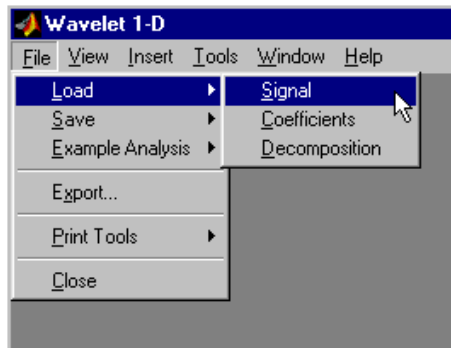 Wavelet 1-D
File View Insert Tools Window Help
Load
Save
Example Analysis
Export...
Print Tools
Close
Signal
Coefficients
Decomposition